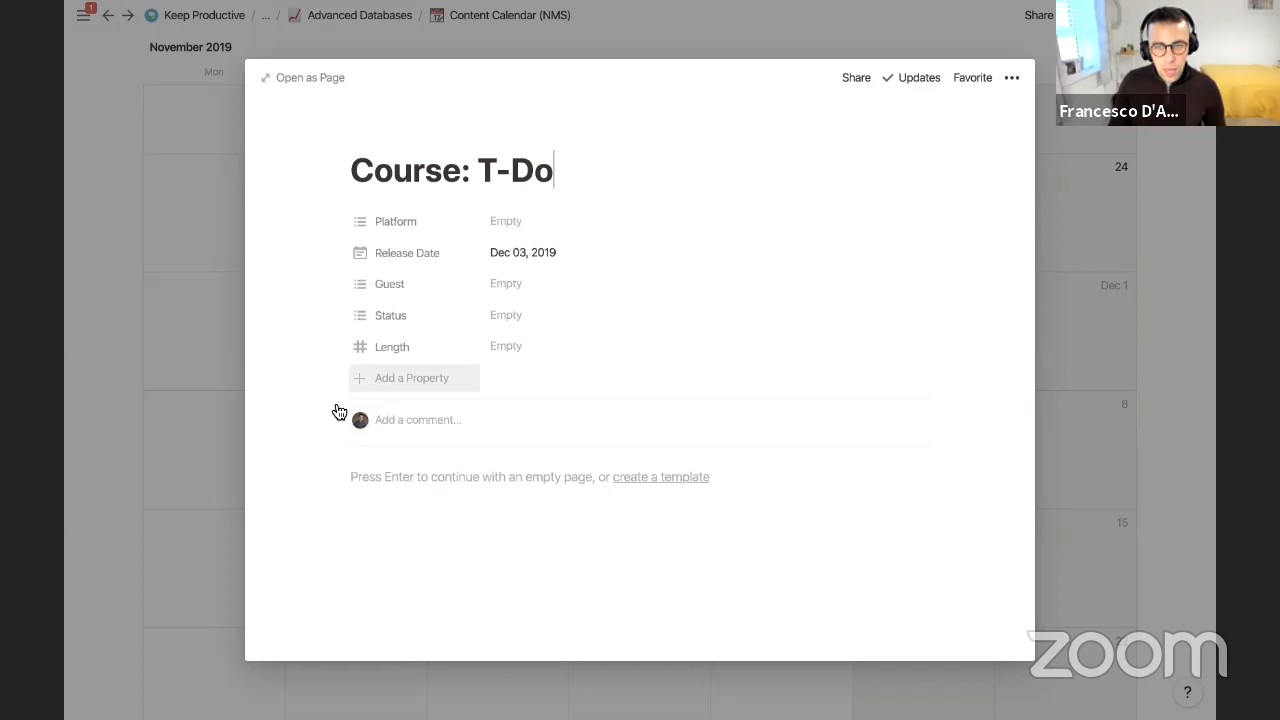 1
Keep Productive / ... / Advanced Databases / Content Calendar (NMS)
Share
November 2019
Mon
Open as Page
Share
Updates
Favorite
•••
Francesco D'A...
Course: T-Do
24
Platform
Empty
Release Date
Dec 03, 2019
Guest
Empty
Dec 1
Status
Empty
Length
Empty
Add a Property
8
Add a comment...
Press Enter to continue with an empty page, or create a template
15
zoom
?